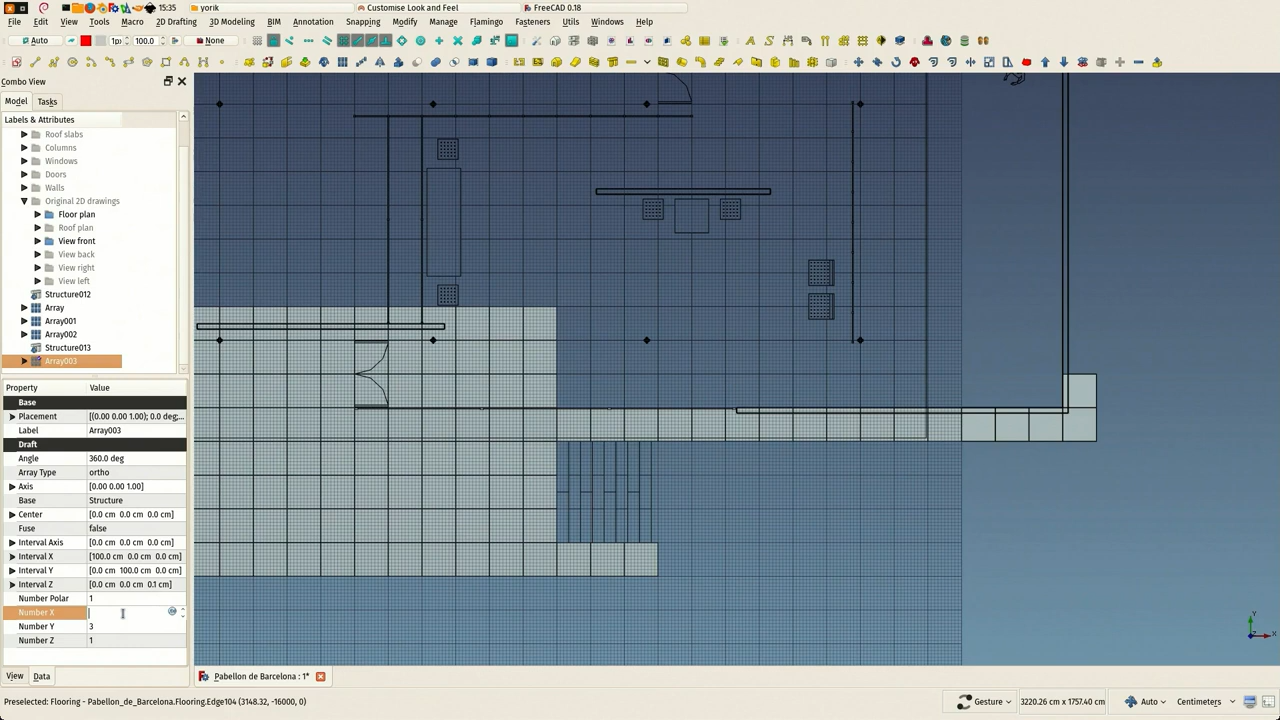 15:35
yorik
Customise Look and Feel
FreeCAD 0.18
File Edit View Tools Macro 2D Drafting 3D Modeling BIM Annotation Snapping Modify Manage Flamingo Fasteners Utils Windows Help
Auto 1px 100.0 None
Combo View
Model Tasks
Labels & Attributes
Roof slabs
Columns
Windows
Doors
Walls
Original 2D drawings
Floor plan
Roof plan
View front
View back
View right
View left
Structure012
Array
Array001
Array002
Structure013
Array003
Property Value
Base
Placement [(0.00 0.00 1.00); 0.0 deg;...
Label Array003
Draft
Angle 360.0 deg
Array Type ortho
Axis [0.00 0.00 1.00]
Base Structure
Center [0.0 cm 0.0 cm 0.0 cm]
Fuse false
Interval Axis [0.0 cm 0.0 cm 0.0 cm]
Interval X [100.0 cm 0.0 cm 0.0 cm]
Interval Y [0.0 cm 100.0 cm 0.0 cm]
Interval Z [0.0 cm 0.0 cm 0.1 cm]
Number Polar 1
Number X
Number Y 3
Number Z 1
View Data
Pabellon de Barcelona : 1*
Preselected: Flooring - Pabellon_de_Barcelona.Flooring.Edge104 (3148.32, -16000, 0)
Gesture 3220.26 cm x 1757.40 cm Auto Centimeters
Y
X